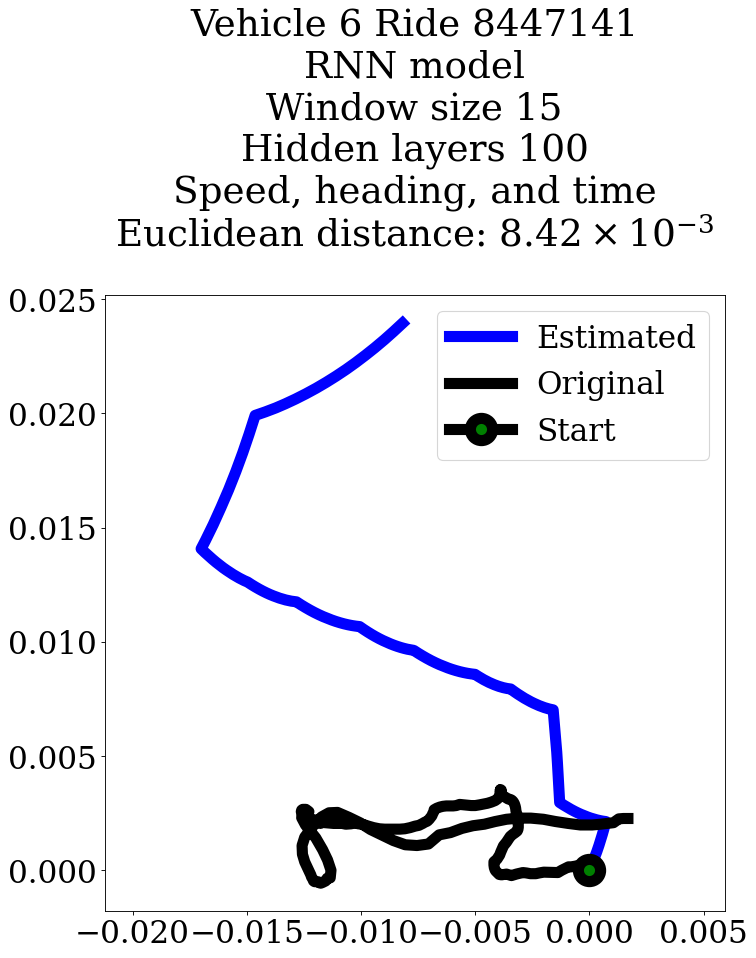 Vehicle 6 Ride 8447141
RNN model
Window size 15
Hidden layers 100
Speed, heading, and time
Euclidean distance: 8.42 × 10⁻³
0.025
0.020
0.015
0.010
0.005
0.000
Estimated
Original
Start
−0.020 −0.015 −0.010 −0.005 0.000 0.005